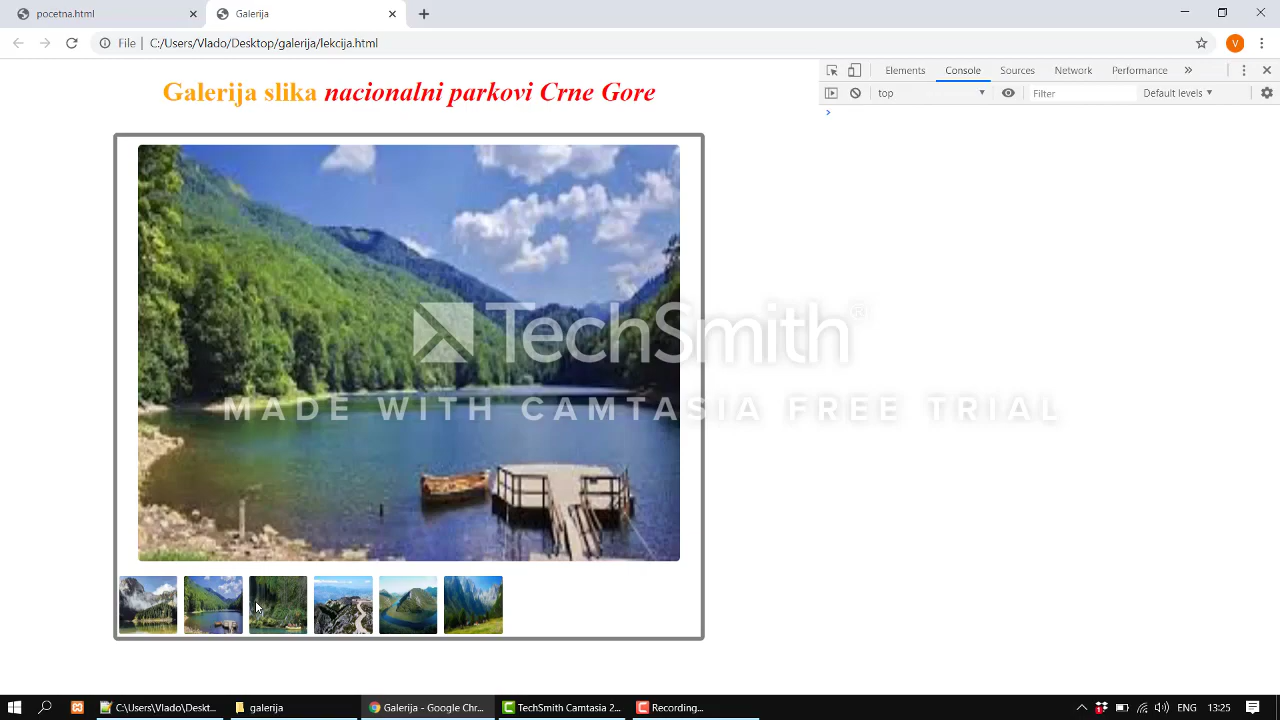 pocetna.html
Galerija
File
C:/Users/Vlado/Desktop/galerija/lekcija.html
V
Galerija slika nacionalni parkovi Crne Gore
Elements
Console
Sources
Network
Performance
top
Filter
Default levels
TechSmith®
MADE WITH CAMTASIA FREE TRIAL
C:\Users\Vlado\Deskt...
galerija
Galerija - Google Chr...
TechSmith Camtasia 2...
Recording...
ENG
13:25